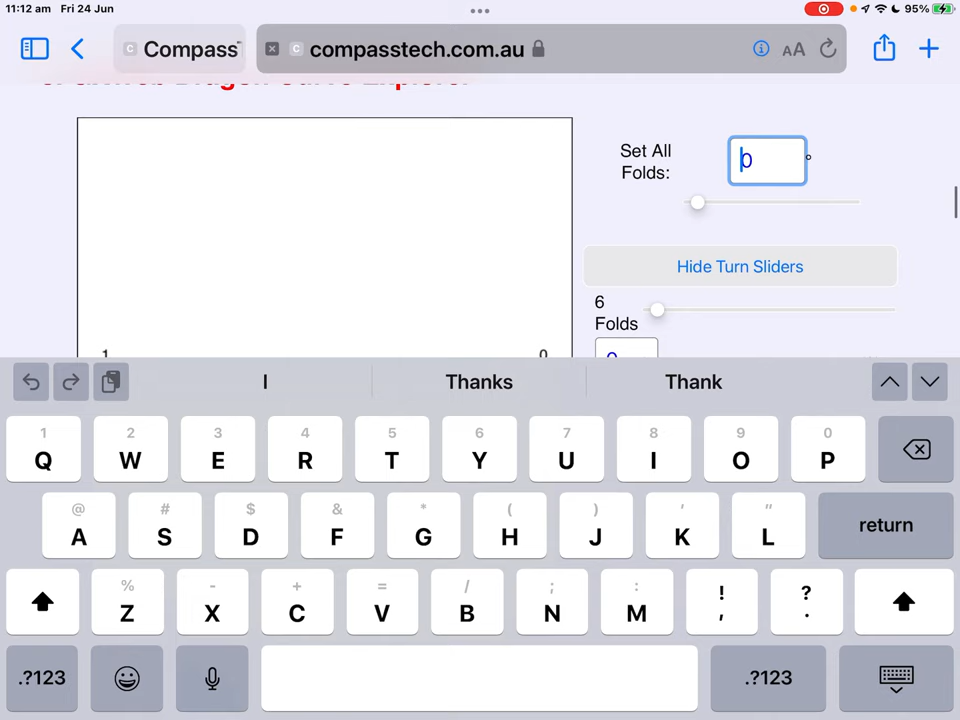 11:12 am Fri 24 Jun
95%
Compass
compasstech.com.au
AA
Set All
Folds:
0 °
Hide Turn Sliders
6
Folds
1
0
I Thanks Thank
1 2 3 4 5 6 7 8 9 0
Q W E R T Y U I O P
@ # $ & * ( ) ' "
A S D F G H J K L
return
% - + = / ; : ! ?
Z X C V B N M , .
.?123
.?123